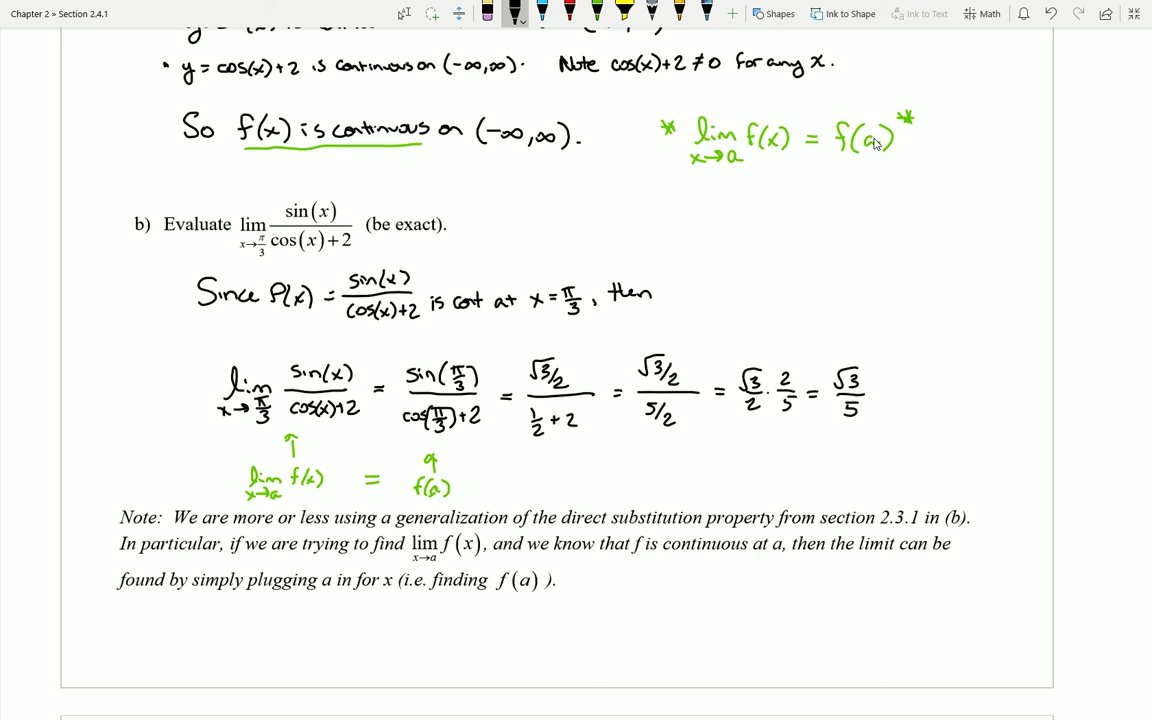 Chapter 2 » Section 2.4.1
Shapes Ink to Shape Ink to Text Math
• y = cos(x)+2 is continuous on (-∞,∞). Note cos(x)+2 ≠ 0 for any x.
So f(x) is continuous on (-∞,∞). * lim x→a f(x) = f(a) *
b) Evaluate lim x→π/3 sin(x)/(cos(x)+2) (be exact).
Since f(x) = sin(x)/(cos(x)+2) is cont at x = π/3, then
lim x→π/3 sin(x)/(cos(x)+2) = sin(π/3)/(cos(π/3)+2) = (√3/2)/(1/2 + 2) = (√3/2)/(5/2) = √3/2 · 2/5 = √3/5
↑ ↑
lim x→a f(x) = f(a)
Note: We are more or less using a generalization of the direct substitution property from section 2.3.1 in (b).
In particular, if we are trying to find lim x→a f(x), and we know that f is continuous at a, then the limit can be
found by simply plugging a in for x (i.e. finding f(a) ).